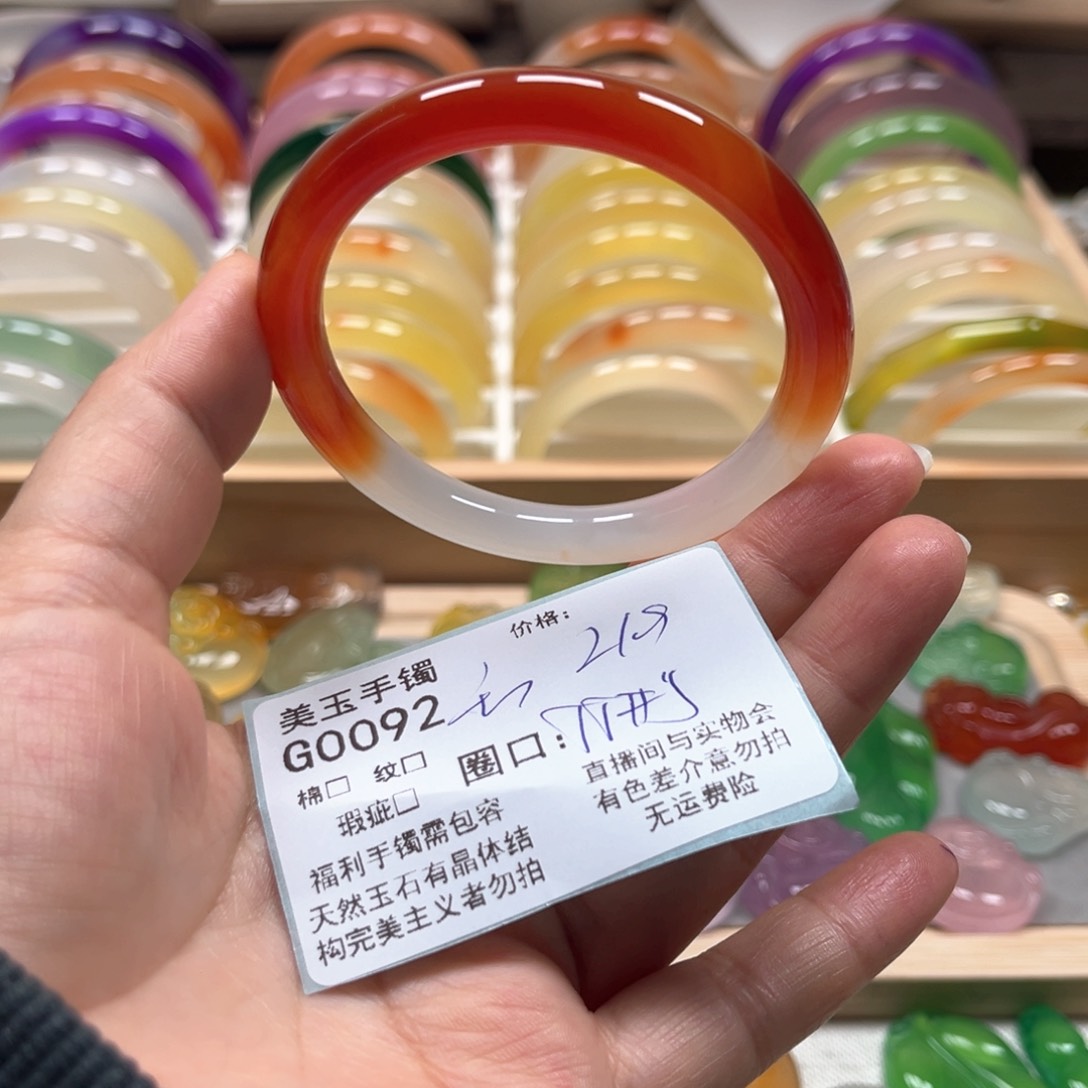 价格: 218
美玉手镯
G0092
棉□ 纹□ 圈口:
瑕疵□
直播间与实物会
有色差介意勿拍
无运费险
福利手镯需包容
天然玉石有晶体结
构完美主义者勿拍